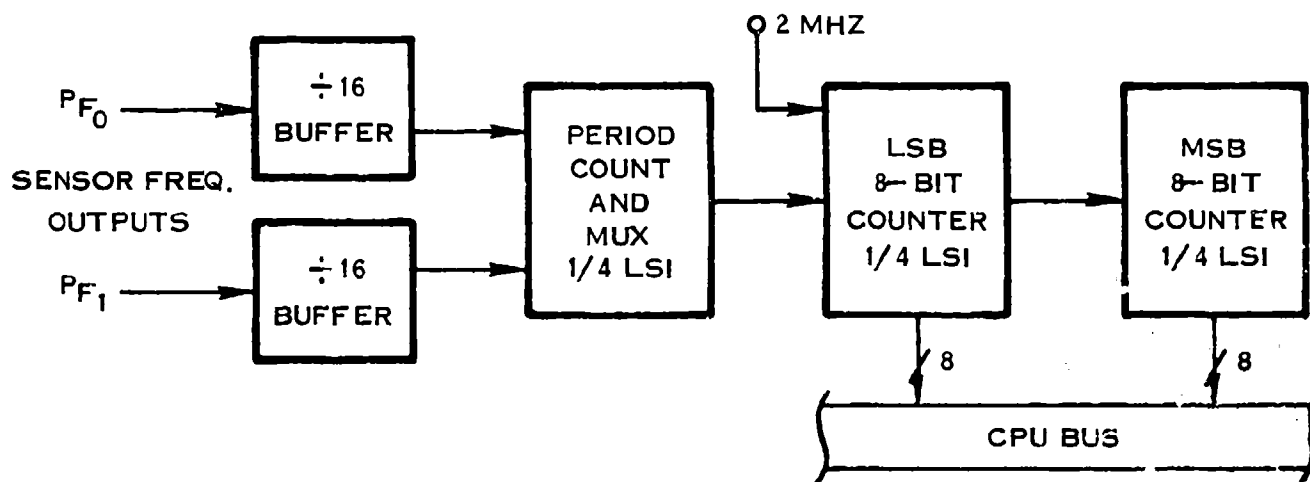 2 MHZ
PF0
÷16
BUFFER
SENSOR FREQ.
OUTPUTS
PF1
÷16
BUFFER
PERIOD
COUNT
AND
MUX
1/4 LSI
LSB
8-BIT
COUNTER
1/4 LSI
MSB
8-BIT
COUNTER
1/4 LSI
8
8
CPU BUS